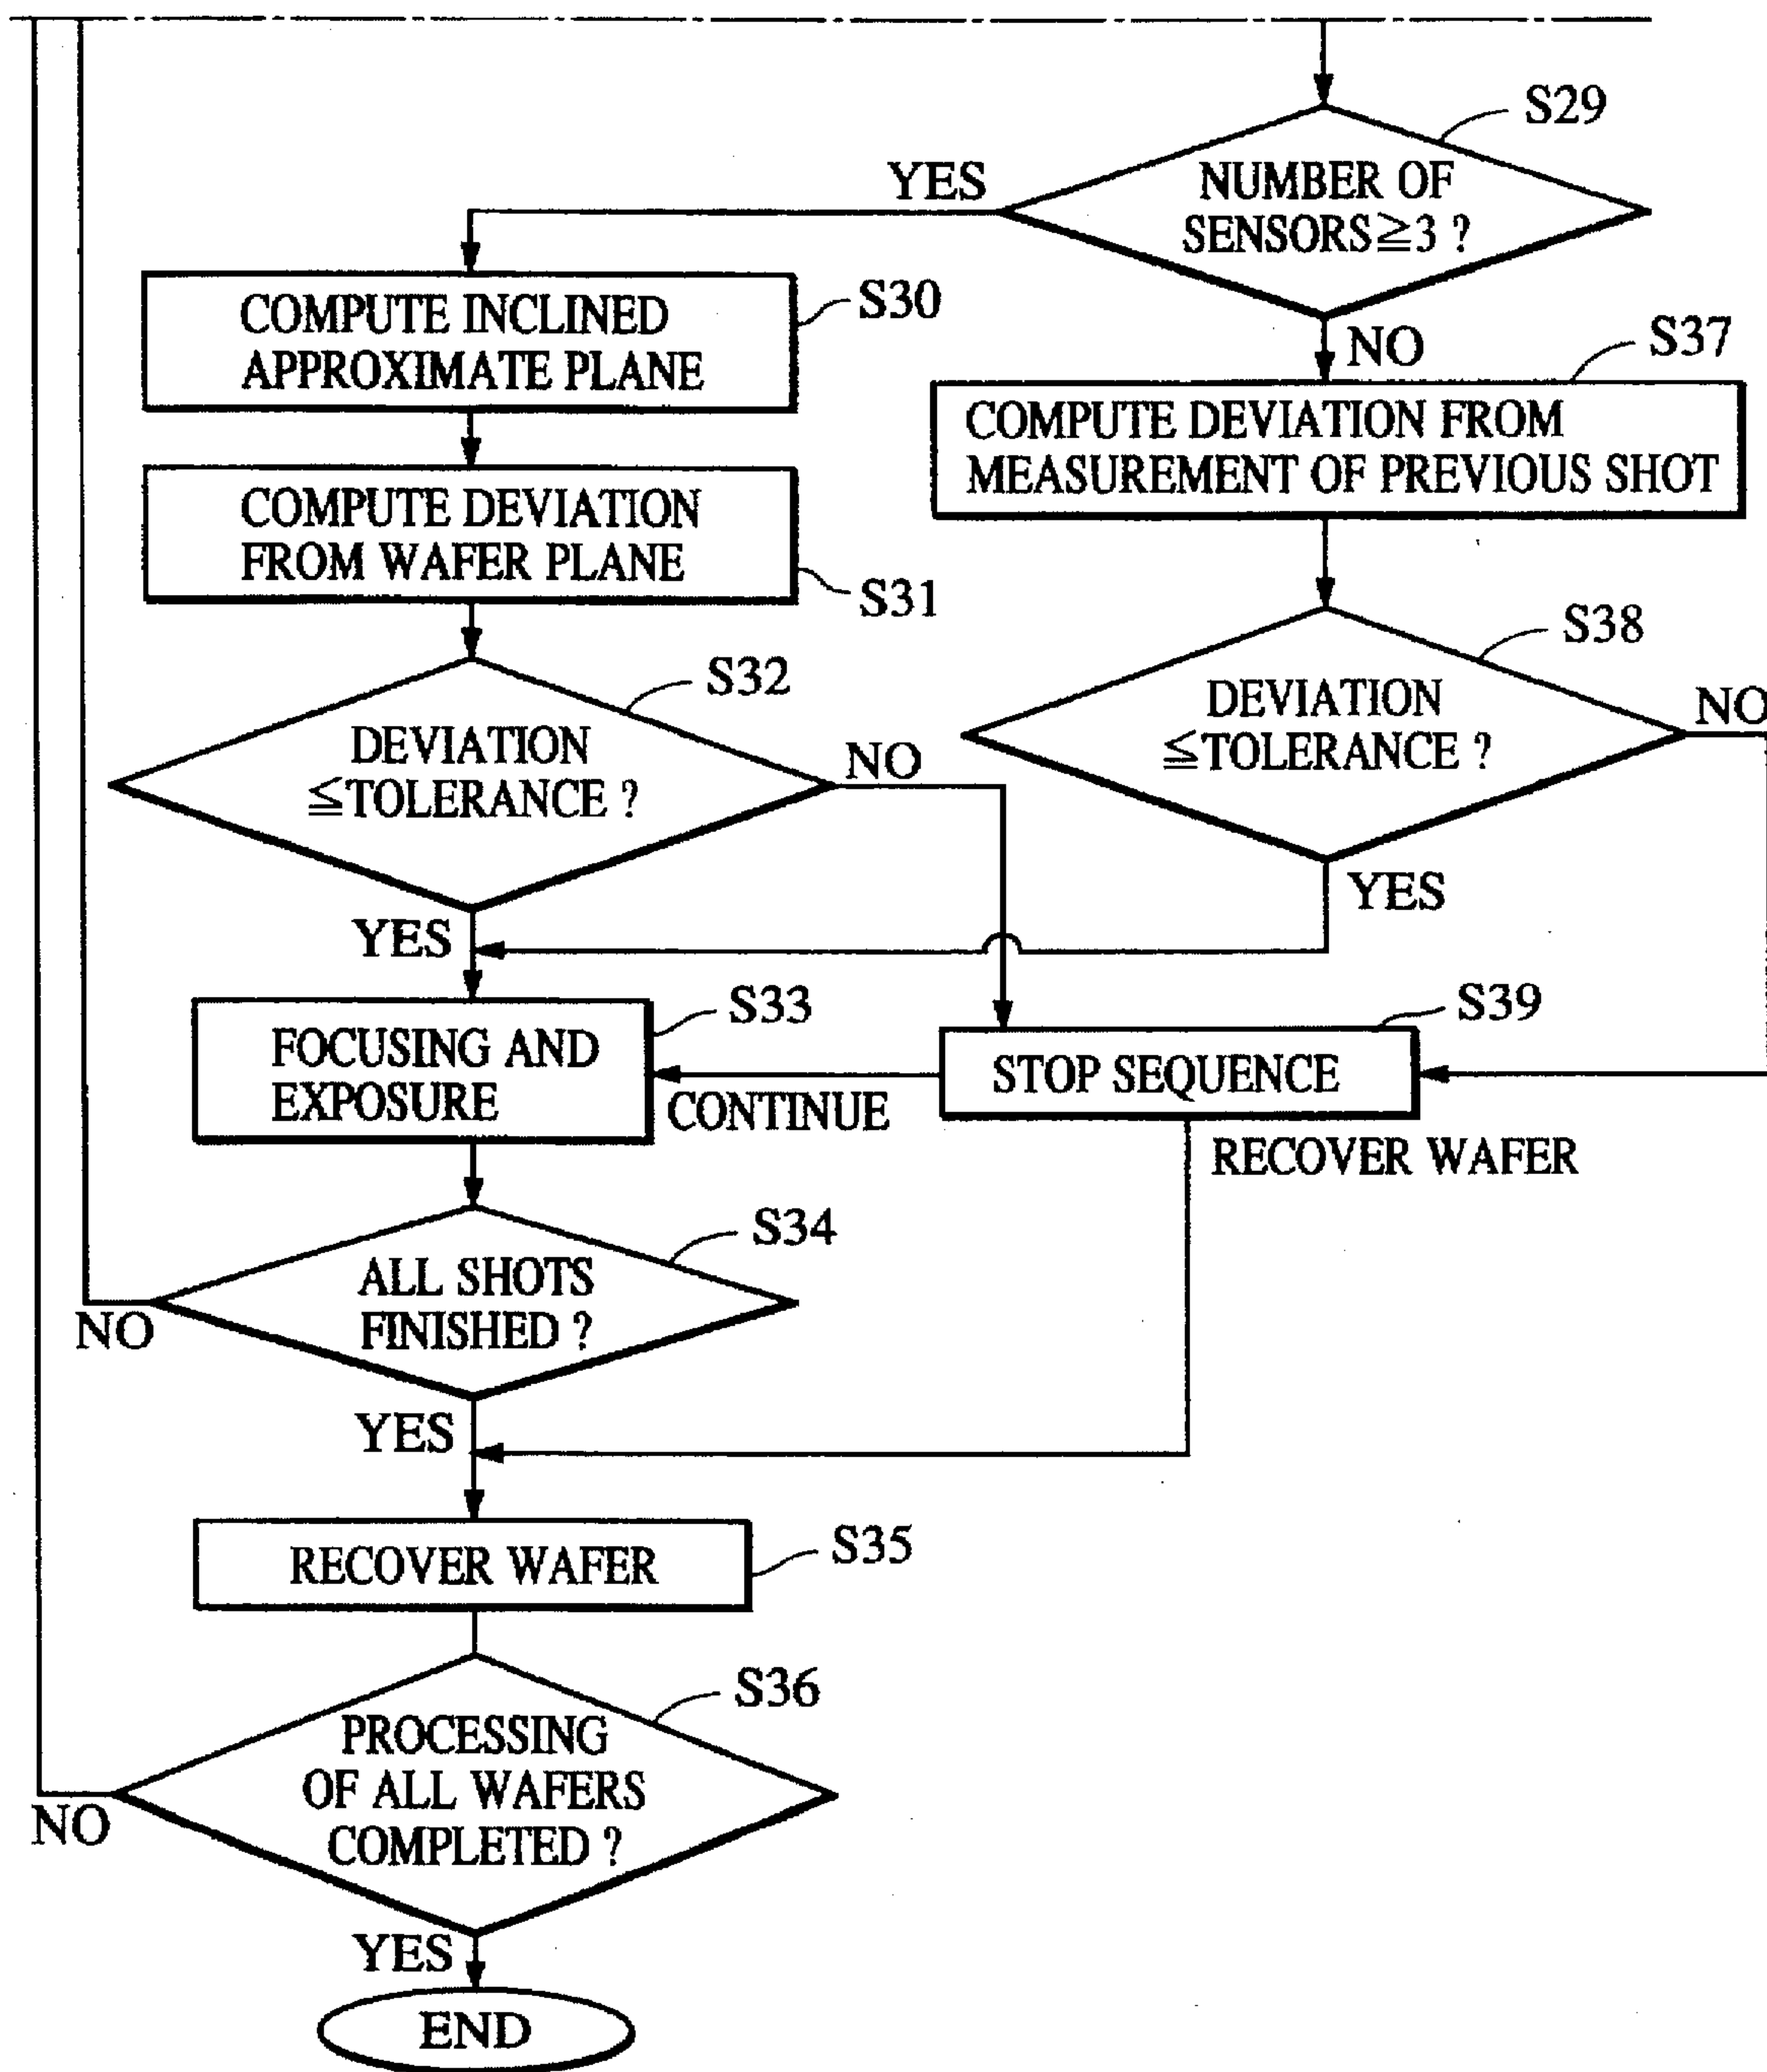 S29
YES
NUMBER OF
SENSORS≧3 ?
S30
COMPUTE INCLINED
APPROXIMATE PLANE
NO
S37
COMPUTE DEVIATION FROM
MEASUREMENT OF PREVIOUS SHOT
COMPUTE DEVIATION
FROM WAFER PLANE
S31
S38
S32
DEVIATION
≦TOLERANCE ?
NO
DEVIATION
≦TOLERANCE ?
NO
YES
YES
S33
FOCUSING AND
EXPOSURE
S39
STOP SEQUENCE
CONTINUE
RECOVER WAFER
S34
ALL SHOTS
FINISHED ?
NO
YES
RECOVER WAFER
S35
S36
PROCESSING
OF ALL WAFERS
COMPLETED ?
NO
YES
END